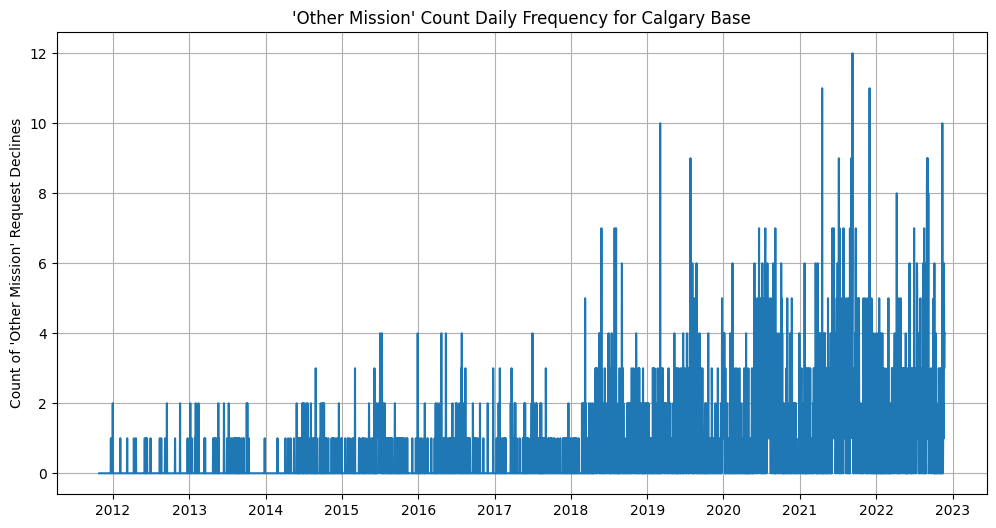 'Other Mission' Count Daily Frequency for Calgary Base
Count of 'Other Mission' Request Declines
12
10
8
6
4
2
0
2012 2013 2014 2015 2016 2017 2018 2019 2020 2021 2022 2023